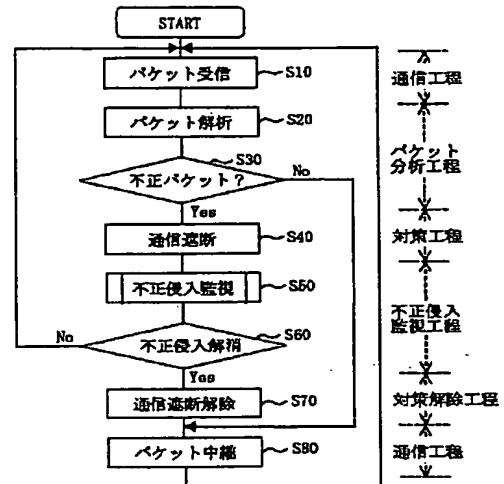 START
パケット受信
S10
通信工程
パケット解析
S20
パケット
分析工程
不正パケット?
S30
No
Yes
通信遮断
S40
対策工程
不正侵入監視
S50
不正侵入
監視工程
不正侵入解消
S60
No
Yes
通信遮断解除
S70
対策解除工程
パケット中継
S80
通信工程